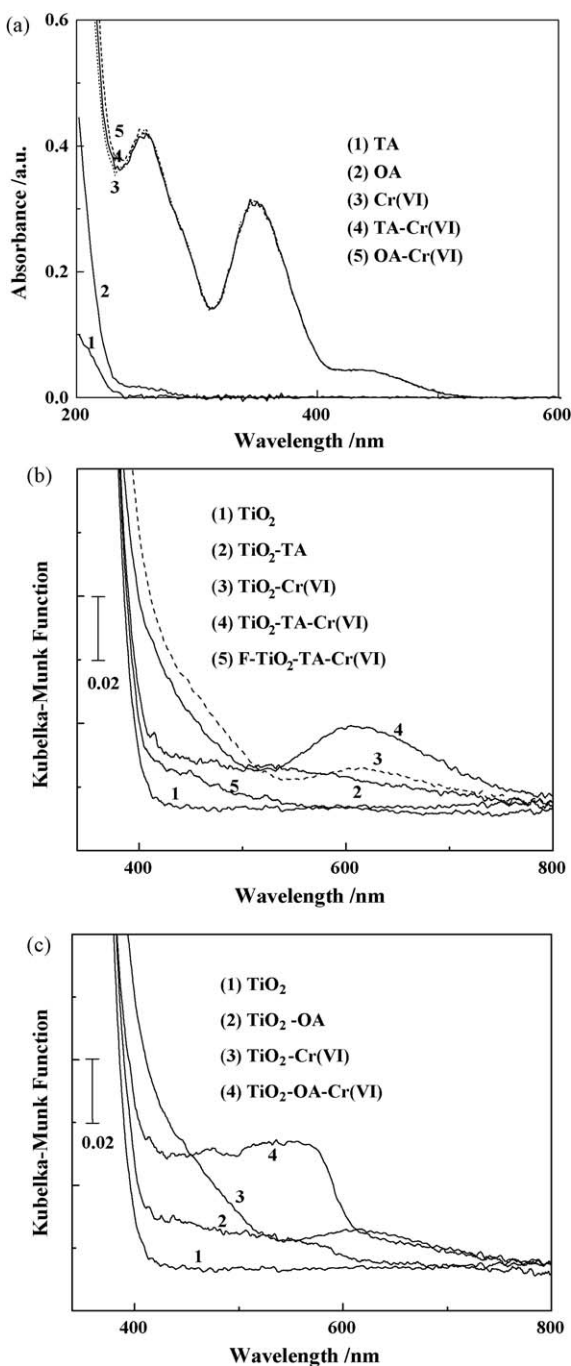 (a)
0.6
0.4
0.2
0.0
Absorbance /a.u.
5
4
3
2
1
(1) TA
(2) OA
(3) Cr(VI)
(4) TA-Cr(VI)
(5) OA-Cr(VI)
200
400
600
Wavelength /nm
(b)
(1) TiO2
(2) TiO2-TA
(3) TiO2-Cr(VI)
(4) TiO2-TA-Cr(VI)
(5) F-TiO2-TA-Cr(VI)
0.02
Kubelka-Munk Function
4
3
5
2
1
400
600
800
Wavelength /nm
(c)
(1) TiO2
(2) TiO2 -OA
(3) TiO2-Cr(VI)
(4) TiO2-OA-Cr(VI)
0.02
Kubelka-Munk Function
4
3
2
1
400
600
800
Wavelength /nm